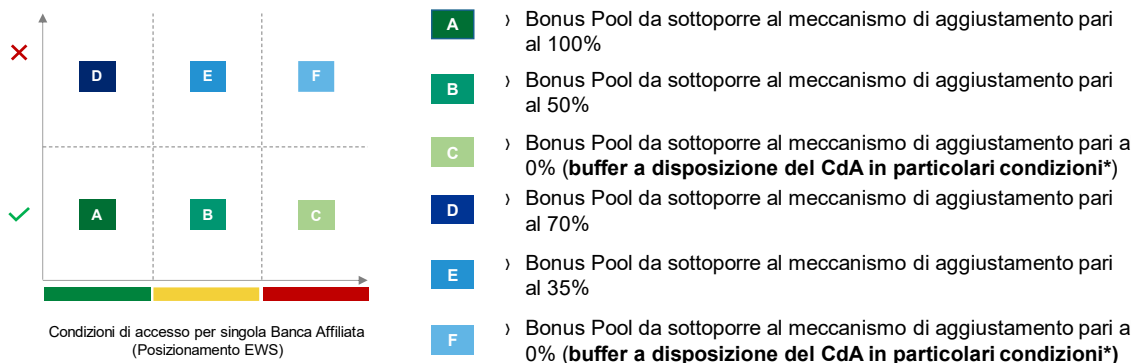 D
E
F
A
B
C
Condizioni di accesso per singola Banca Affiliata
(Posizionamento EWS)
A
› Bonus Pool da sottoporre al meccanismo di aggiustamento pari
al 100%
B
› Bonus Pool da sottoporre al meccanismo di aggiustamento pari
al 50%
C
› Bonus Pool da sottoporre al meccanismo di aggiustamento pari a
0% (buffer a disposizione del CdA in particolari condizioni*)
D
› Bonus Pool da sottoporre al meccanismo di aggiustamento pari
al 70%
E
› Bonus Pool da sottoporre al meccanismo di aggiustamento pari
al 35%
F
› Bonus Pool da sottoporre al meccanismo di aggiustamento pari a
0% (buffer a disposizione del CdA in particolari condizioni*)